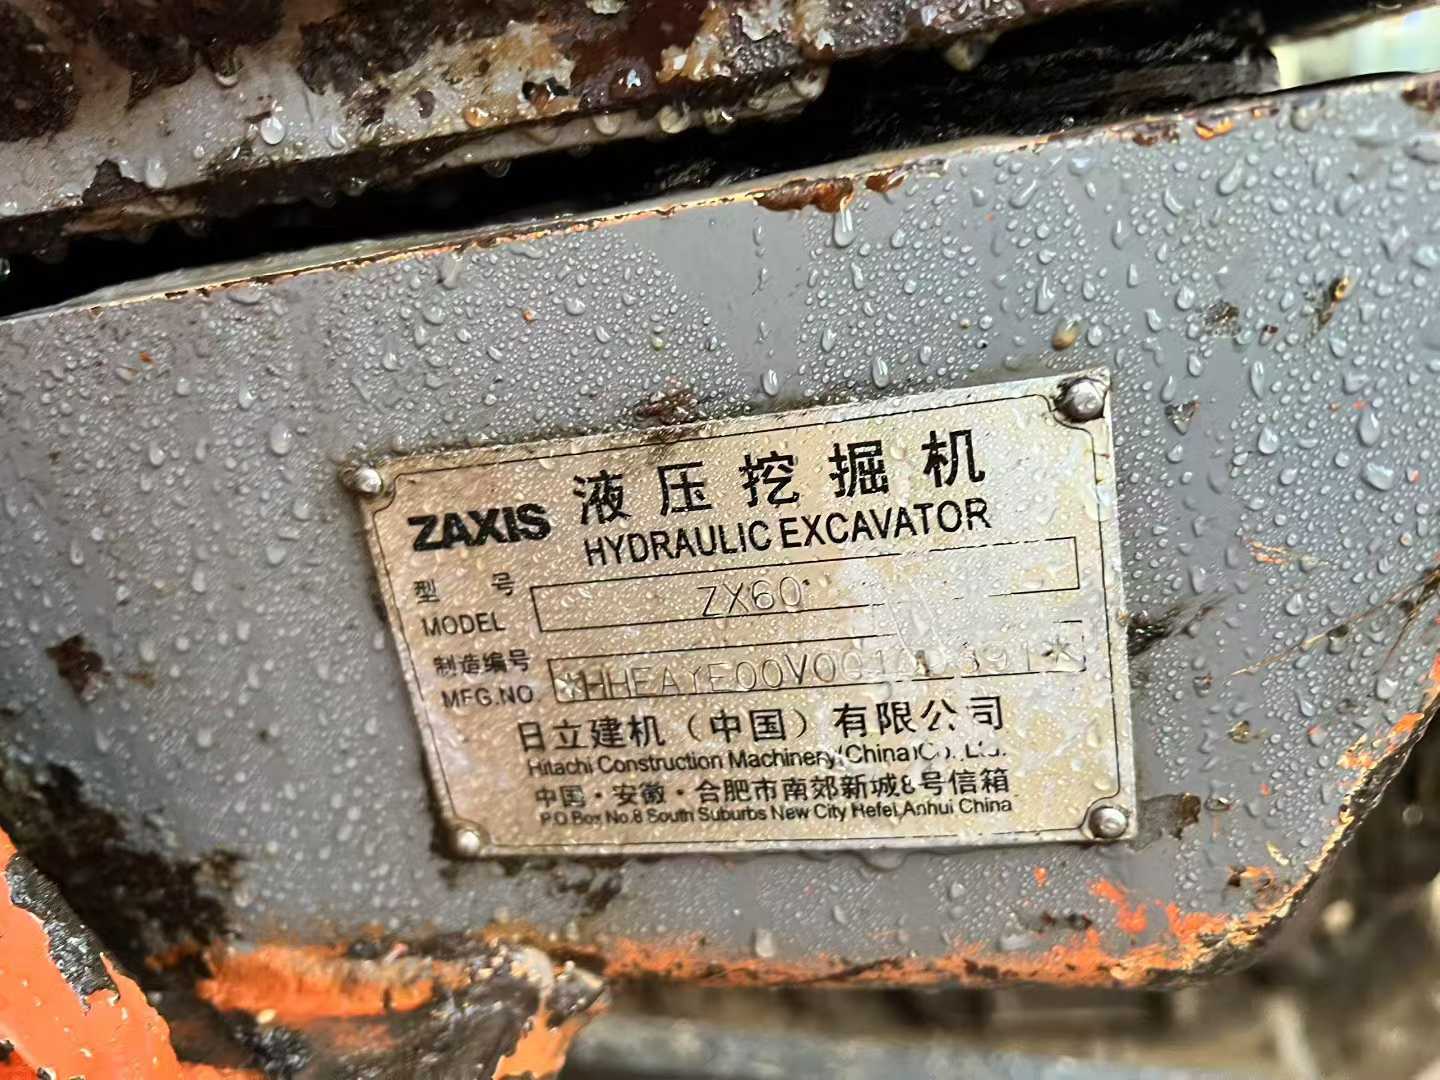 ZAXIS 液压挖掘机
HYDRAULIC EXCAVATOR
型号
MODEL ZX60
制造编号
MFG.NO.
日立建机（中国）有限公司
Hitachi Construction Machinery(China)Co.,Ltd.
中国·安徽·合肥市南郊新城8号信箱
P.O.Box No.8 South Suburbs New City Hefei,Anhui China